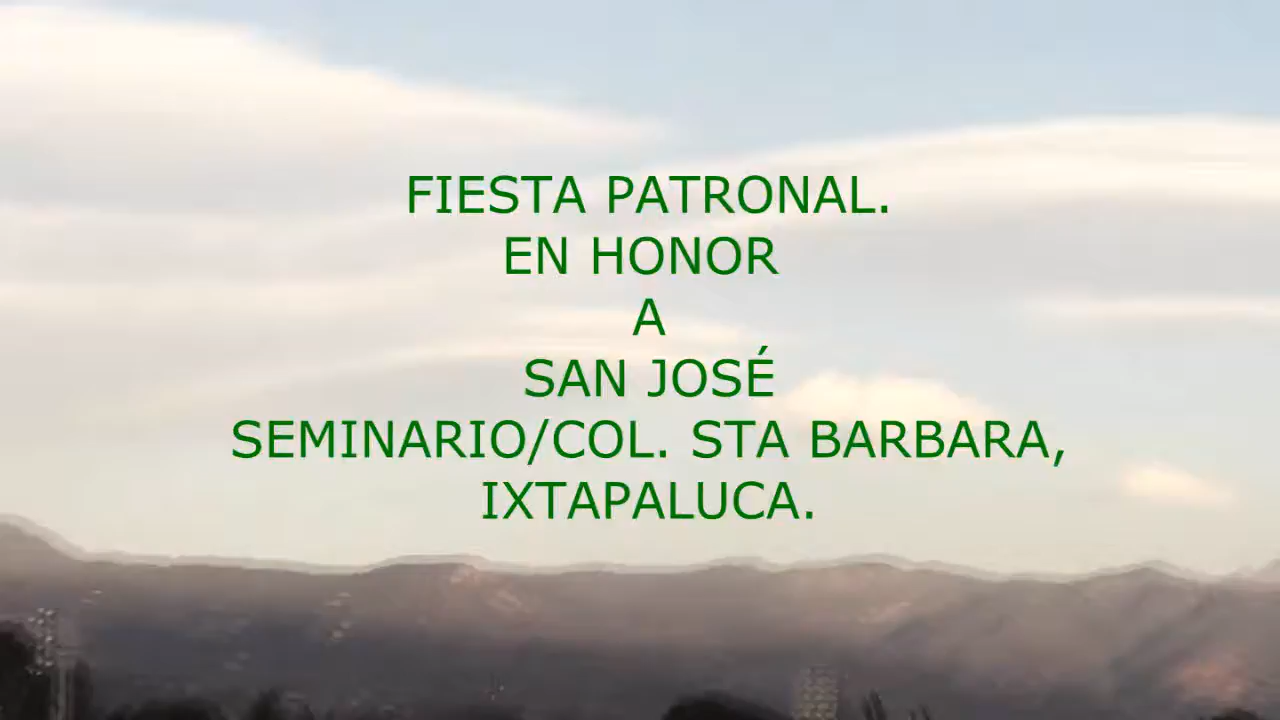 FIESTA PATRONAL.
EN HONOR
A
SAN JOSÉ
SEMINARIO/COL. STA BARBARA,
IXTAPALUCA.